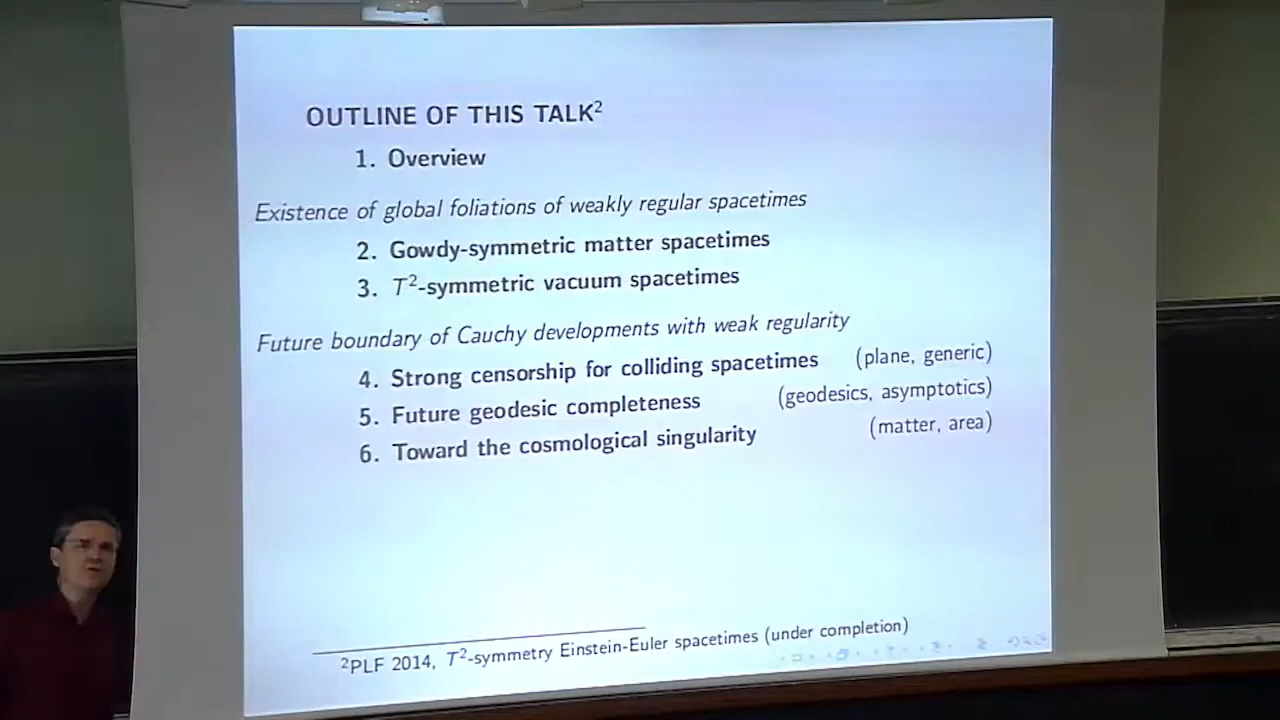 OUTLINE OF THIS TALK²
1. Overview
Existence of global foliations of weakly regular spacetimes
2. Gowdy-symmetric matter spacetimes
3. T²-symmetric vacuum spacetimes
Future boundary of Cauchy developments with weak regularity
4. Strong censorship for colliding spacetimes (plane, generic)
5. Future geodesic completeness (geodesics, asymptotics)
6. Toward the cosmological singularity (matter, area)
²PLF 2014, T²-symmetry Einstein-Euler spacetimes (under completion)